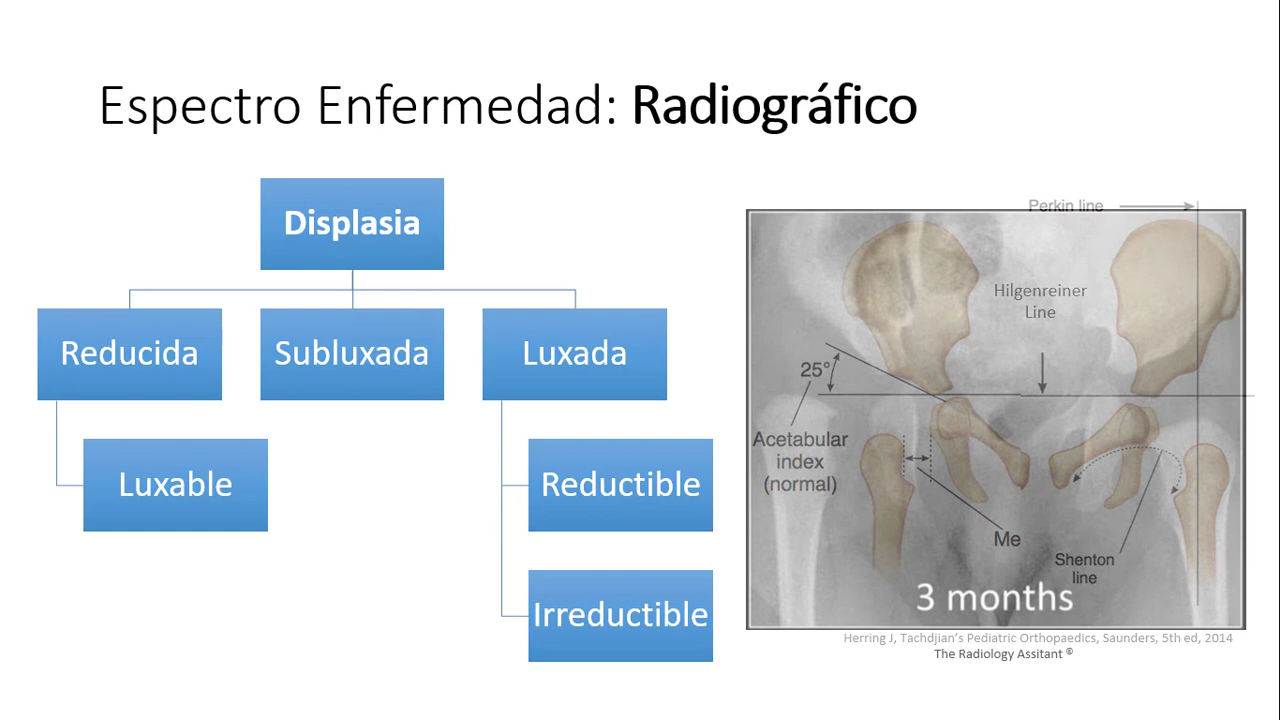 Espectro Enfermedad: Radiográfico
Displasia
Reducida
Subluxada
Luxada
Luxable
Reductible
Irreductible
Perkin line
Hilgenreiner
Line
25°
Acetabular
index
(normal)
Me
Shenton
line
3 months
Herring J, Tachdjian's Pediatric Orthopaedics, Saunders, 5th ed, 2014
The Radiology Assitant ©